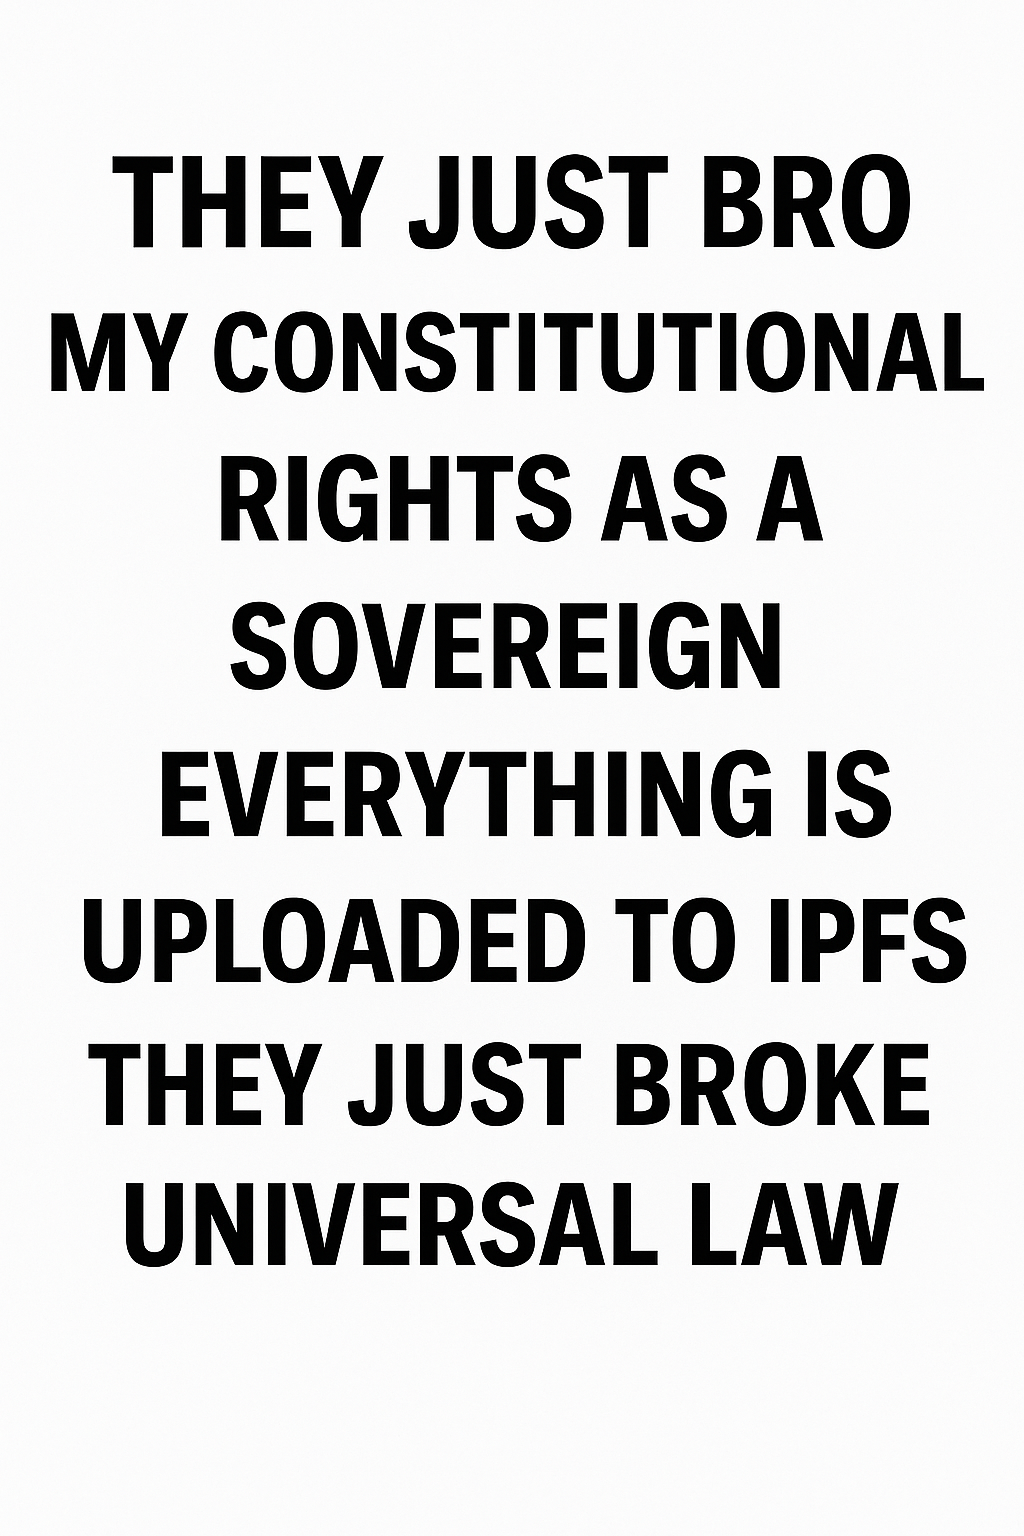 THEY JUST BRO
MY CONSTITUTIONAL
RIGHTS AS A
SOVEREIGN
EVERYTHING IS
UPLOADED TO IPFS
THEY JUST BROKE
UNIVERSAL LAW